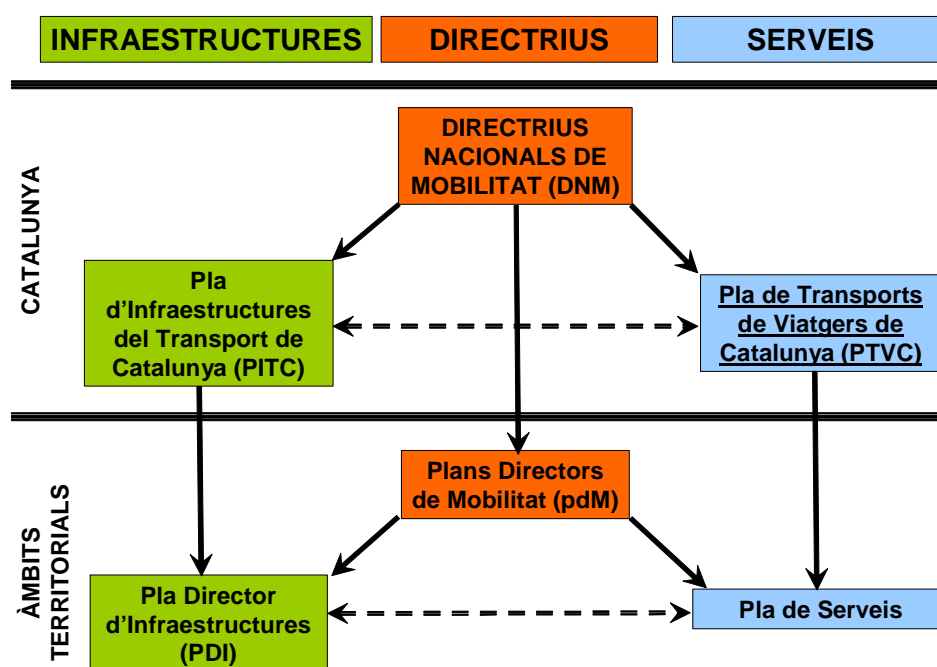 INFRAESTRUCTURES
DIRECTRIUS
SERVEIS
CATALUNYA
DIRECTRIUS
NACIONALS DE
MOBILITAT (DNM)
Pla
d’Infraestructures
del Transport de
Catalunya (PITC)
Pla de Transports
de Viatgers de
Catalunya (PTVC)
ÀMBITS
TERRITORIALS
Plans Directors
de Mobilitat (pdM)
Pla Director
d’Infraestructures
(PDI)
Pla de Serveis